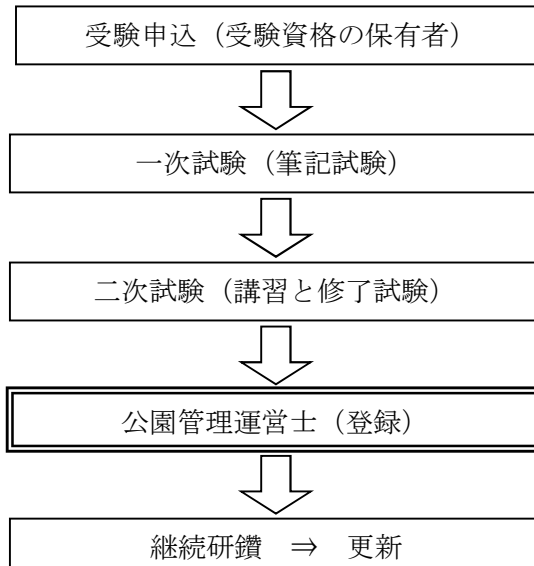 受験申込（受験資格の保有者）
一次試験（筆記試験）
二次試験（講習と修了試験）
公園管理運営士（登録）
継続研鑽　⇒　更新